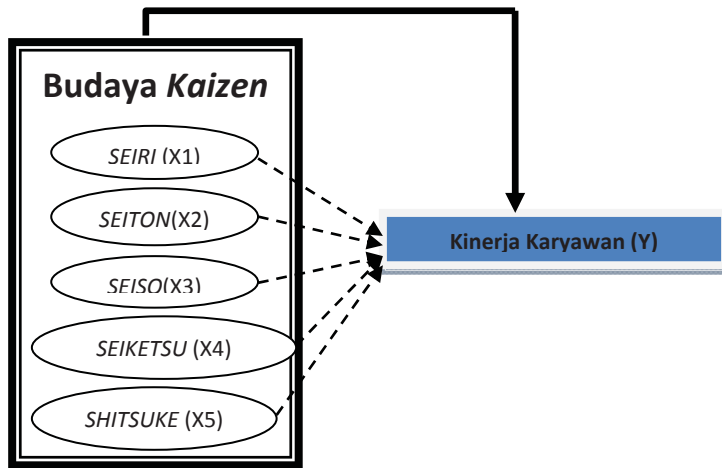 Budaya Kaizen
SEIRI (X1)
SEITON(X2)
SEISO(X3)
SEIKETSU (X4)
SHITSUKE (X5)
Kinerja Karyawan (Y)